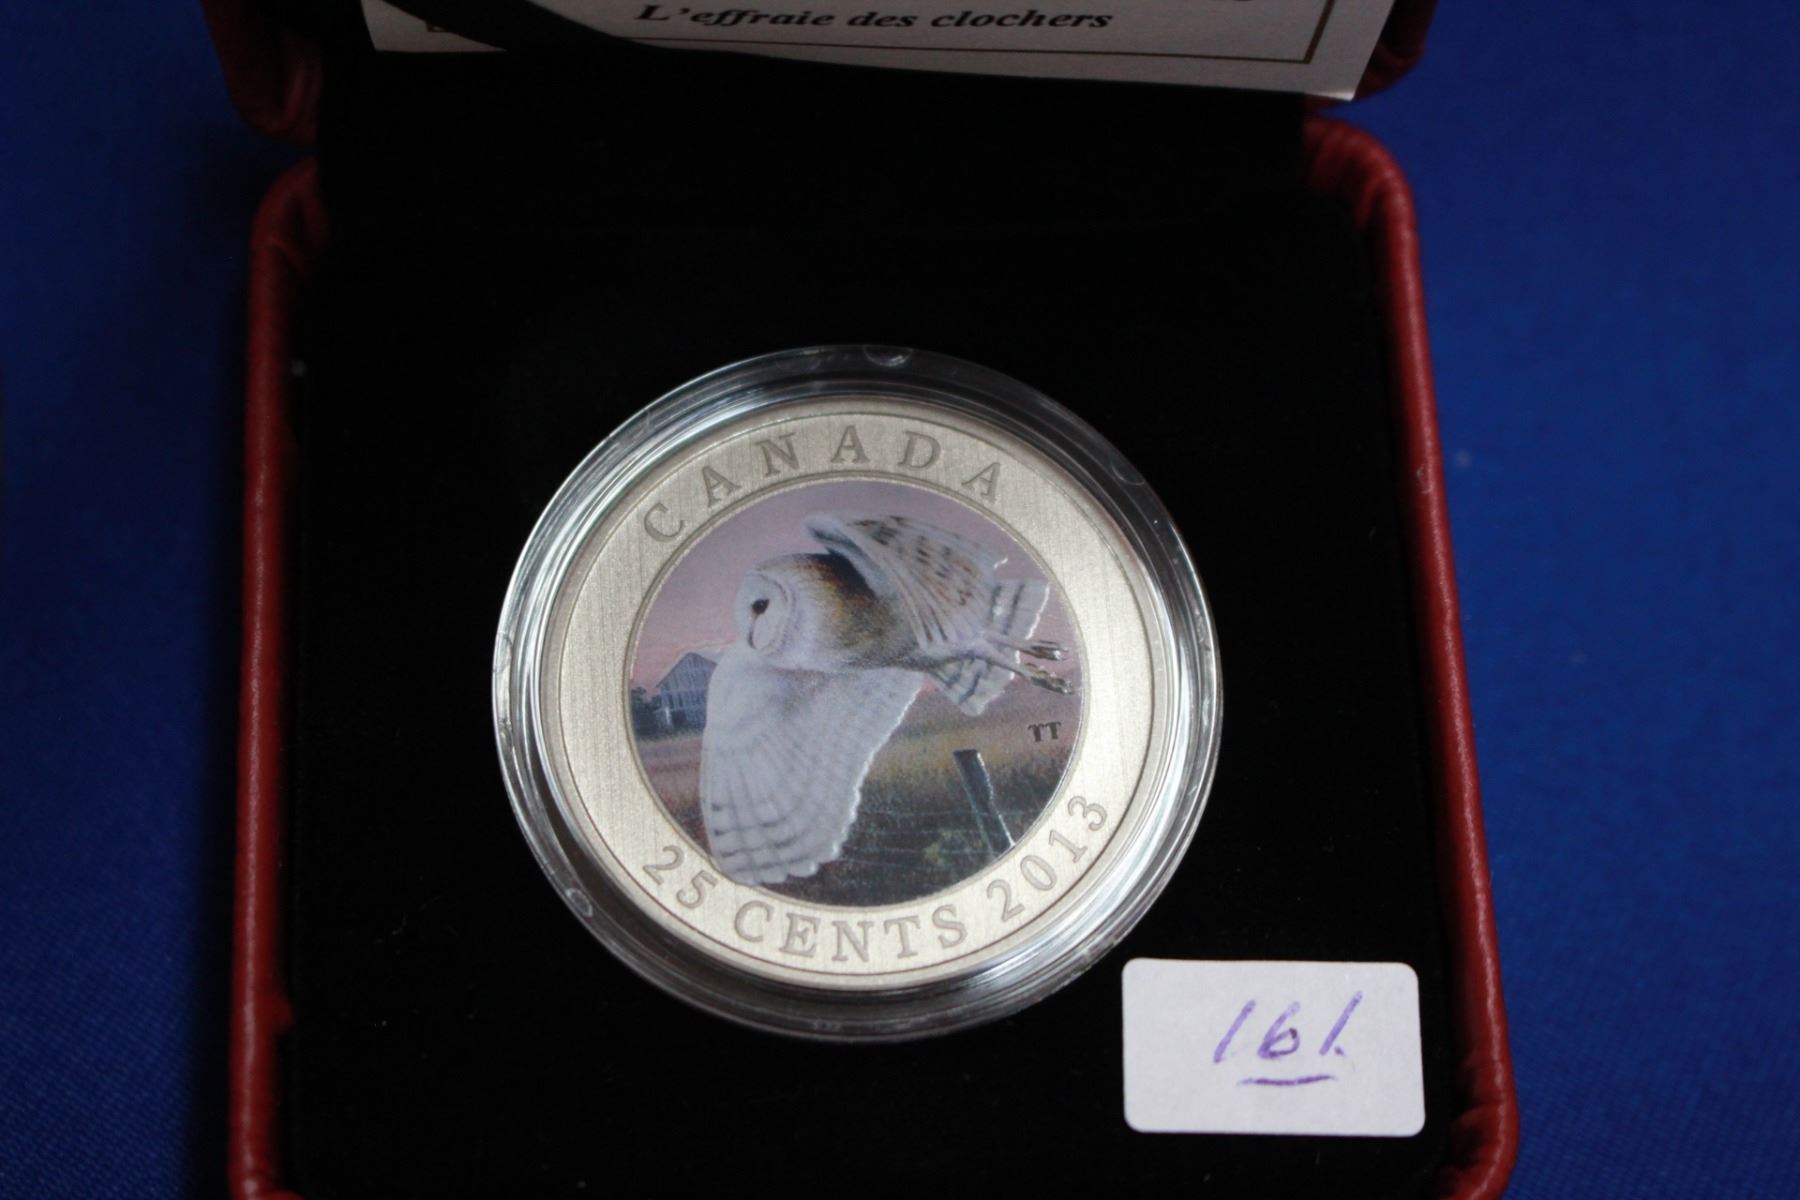 L'effraie des clochers
CANADA
TT
25 CENTS 2013
161.